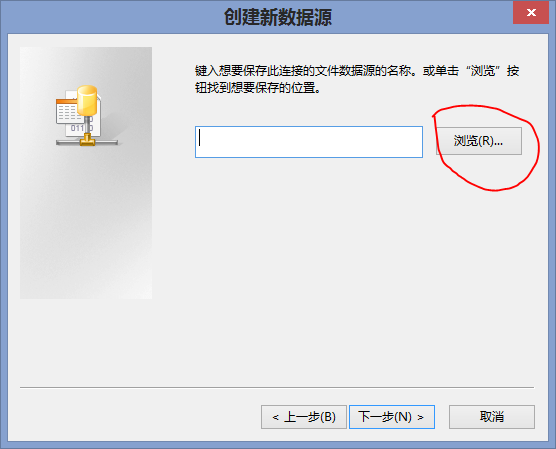 创建新数据源
键入想要保存此连接的文件数据源的名称。或单击“浏览”按
钮找到想要保存的位置。
浏览(R)...
01110
< 上一步(B)
下一步(N) >
取消